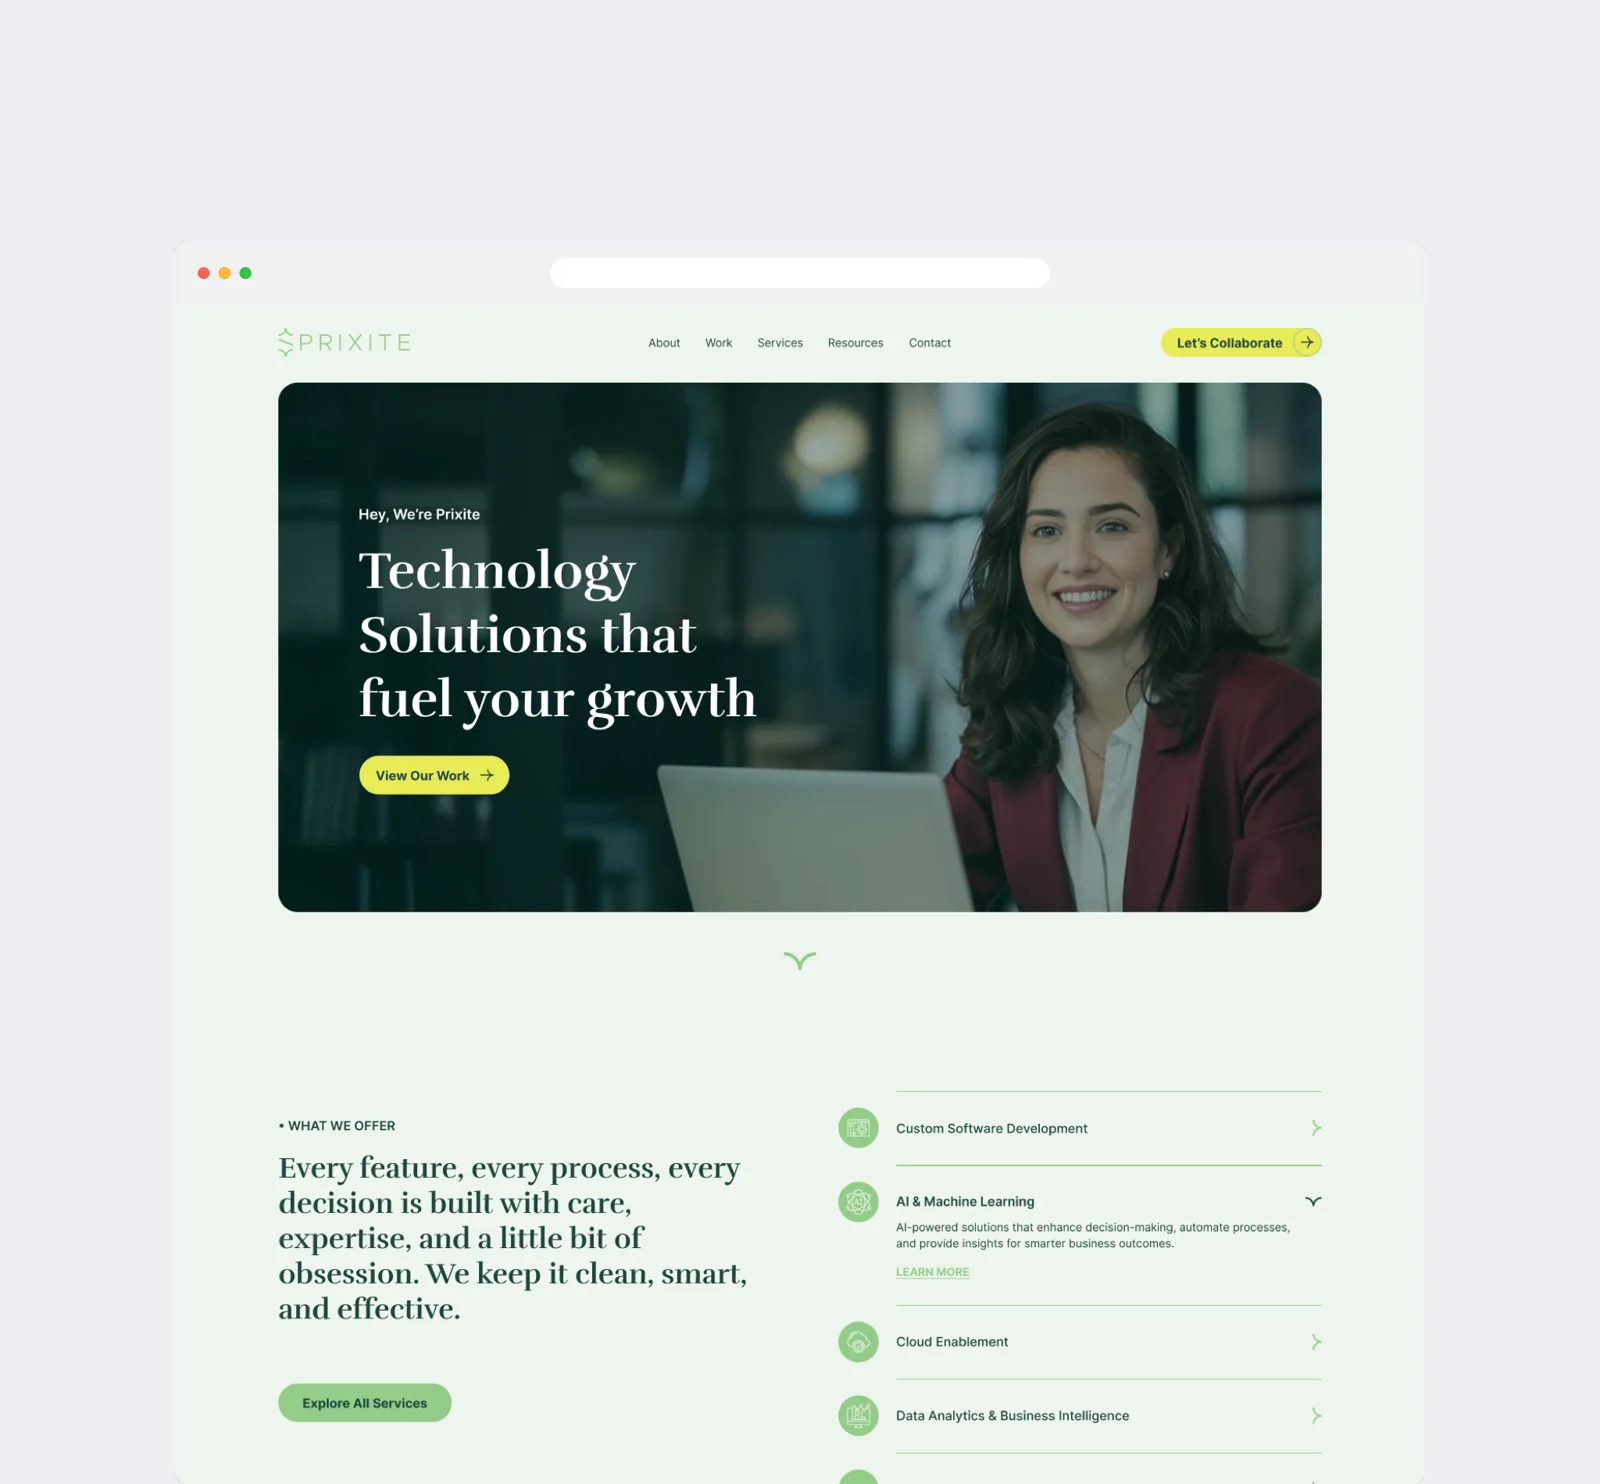 PRIXITE
About Work Services Resources Contact
Let's Collaborate
Hey, We're Prixite
Technology
Solutions that
fuel your growth
View Our Work
• WHAT WE OFFER
Every feature, every process, every
decision is built with care,
expertise, and a little bit of
obsession. We keep it clean, smart,
and effective.
Explore All Services
Custom Software Development
AI
AI & Machine Learning
AI-powered solutions that enhance decision-making, automate processes,
and provide insights for smarter business outcomes.
LEARN MORE
Cloud Enablement
Data Analytics & Business Intelligence